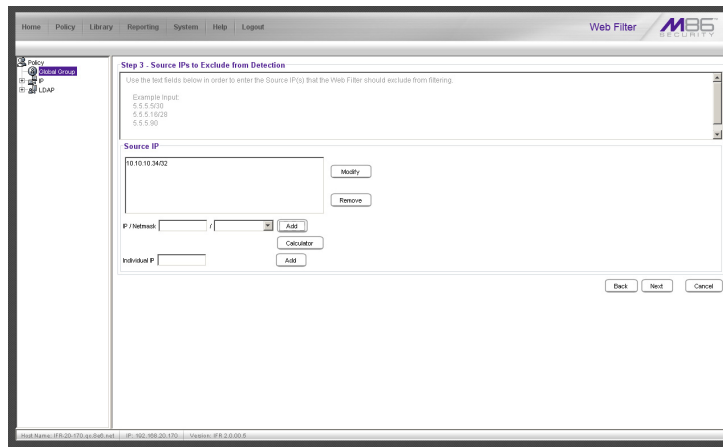 Home Policy Library Reporting System Help Logout
Web Filter
M86
SECURITY
Policy
Global Group
IP
LDAP
Step 3 - Source IPs to Exclude from Detection
Use the text fields below in order to enter the Source IP(s) that the Web Filter should exclude from filtering.
Example Input:
5.5.5.5/30
5.5.5.16/28
5.5.5.90
Source IP
10.10.10.34/32
Modify
Remove
IP / Netmask / Add
Calculator
Individual IP Add
Back Next Cancel
Host Name: IFR-20-170.qc.8e6.net IP: 192.168.20.170 Version: IFR 2.0.00.6